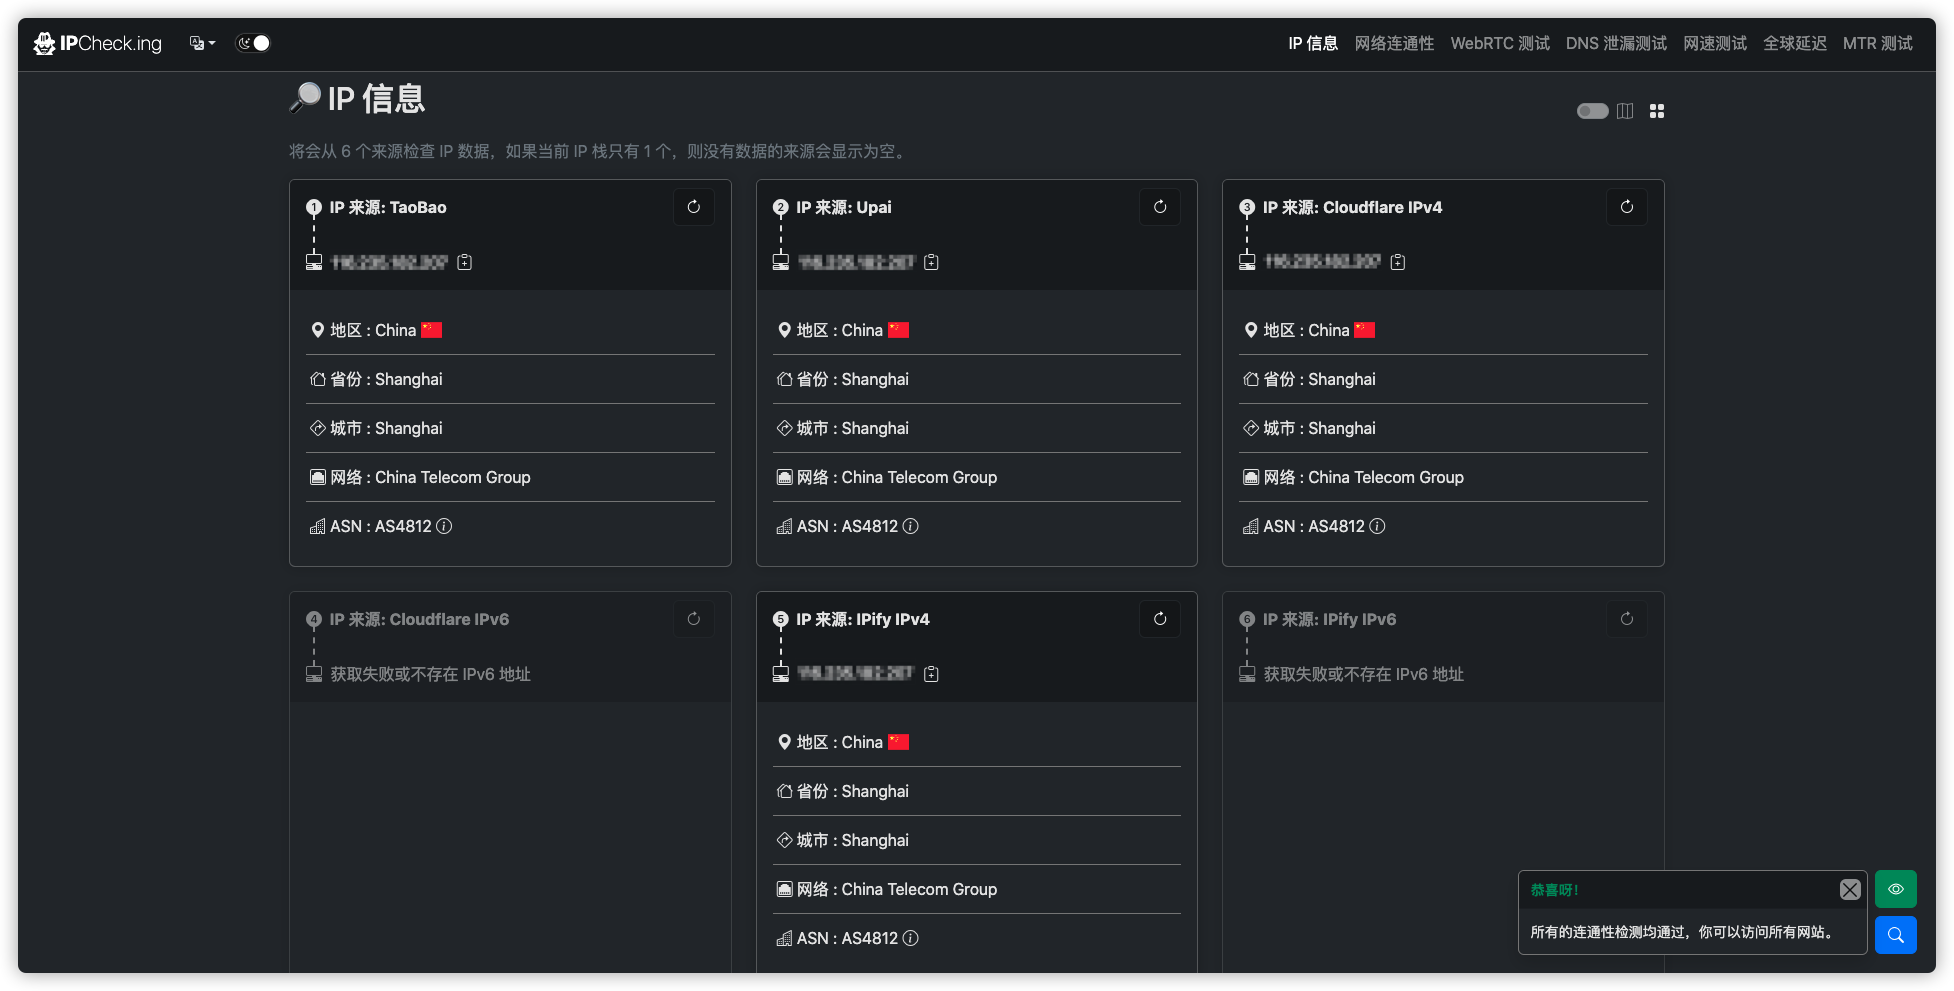 IPCheck.ing
IP 信息 网络连通性 WebRTC 测试 DNS 泄漏测试 网速测试 全球延迟 MTR 测试
IP 信息
将会从 6 个来源检查 IP 数据，如果当前 IP 栈只有 1 个，则没有数据的来源会显示为空。
1 IP 来源: TaoBao
地区 : China
省份 : Shanghai
城市 : Shanghai
网络 : China Telecom Group
ASN : AS4812
2 IP 来源: Upai
地区 : China
省份 : Shanghai
城市 : Shanghai
网络 : China Telecom Group
ASN : AS4812
3 IP 来源: Cloudflare IPv4
地区 : China
省份 : Shanghai
城市 : Shanghai
网络 : China Telecom Group
ASN : AS4812
4 IP 来源: Cloudflare IPv6
获取失败或不存在 IPv6 地址
5 IP 来源: IPify IPv4
地区 : China
省份 : Shanghai
城市 : Shanghai
网络 : China Telecom Group
ASN : AS4812
6 IP 来源: IPify IPv6
获取失败或不存在 IPv6 地址
恭喜呀！
所有的连通性检测均通过，你可以访问所有网站。